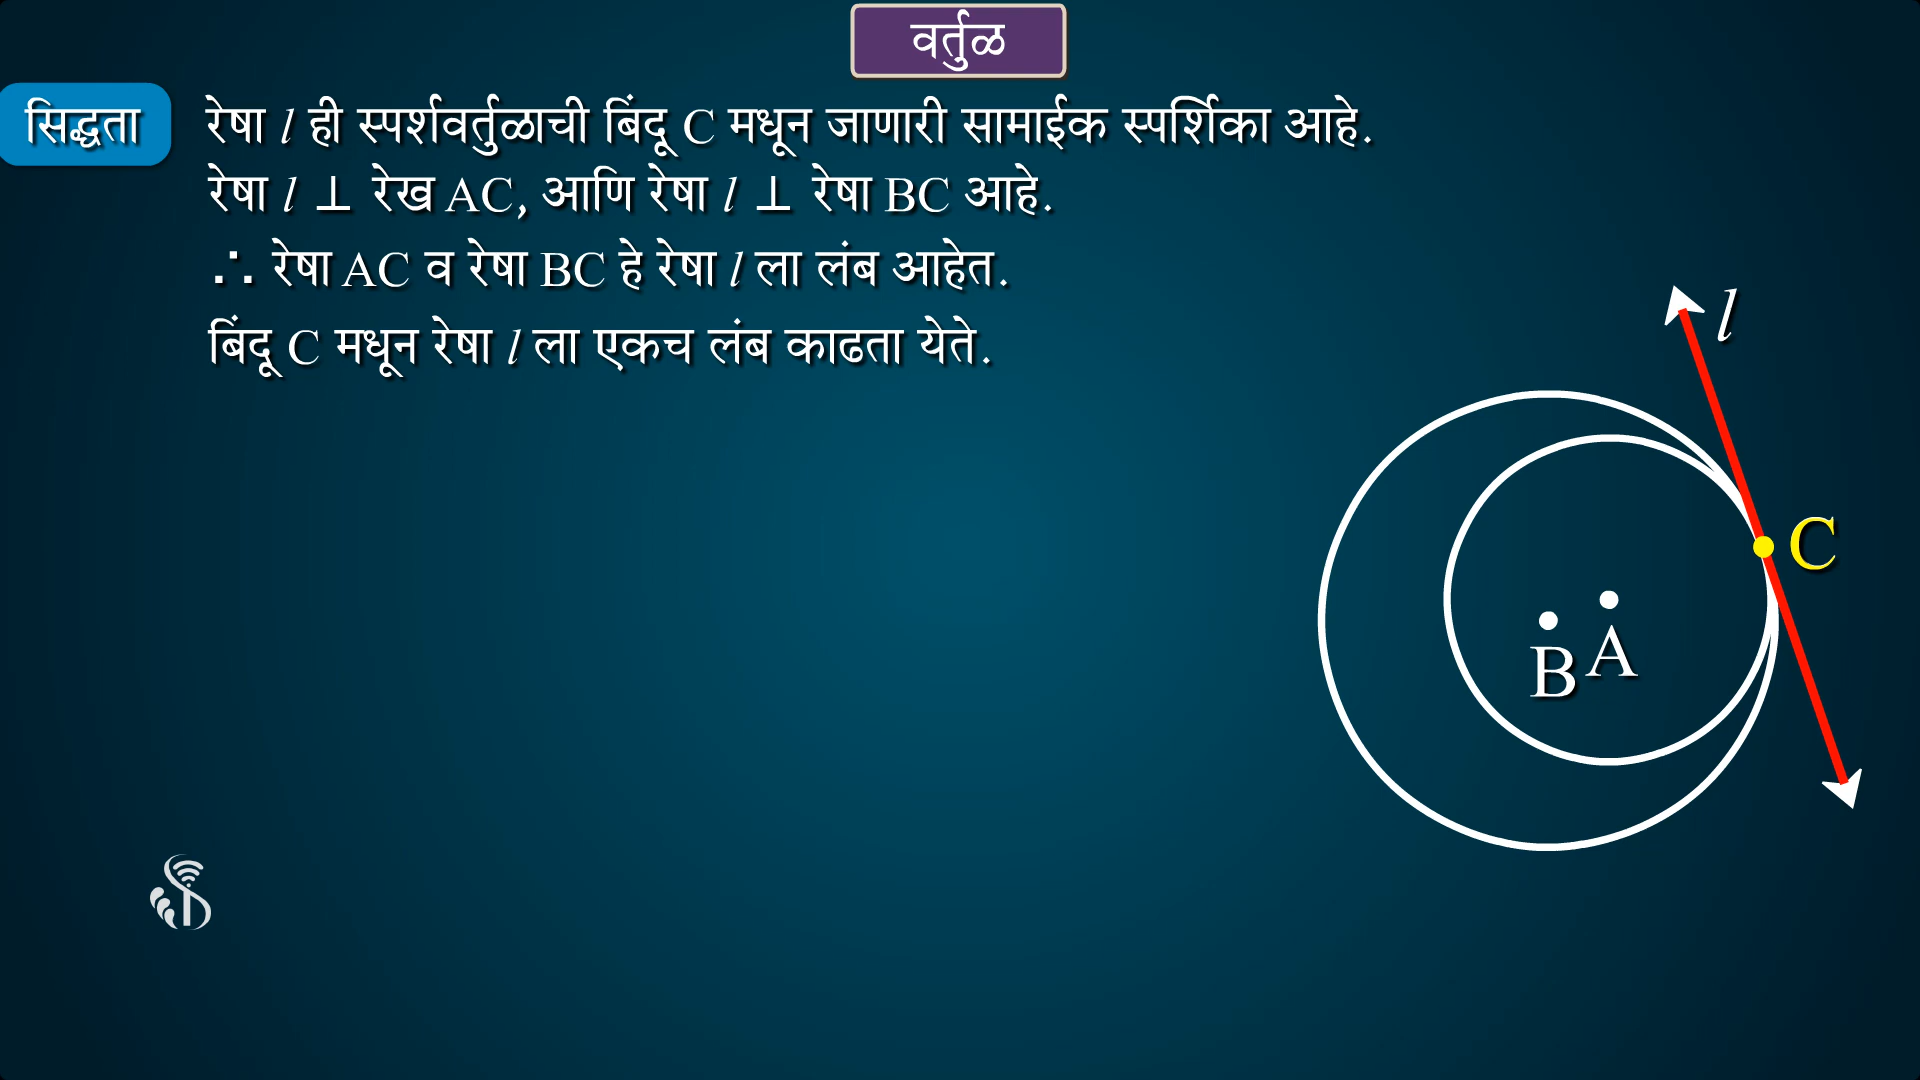 वर्तुळ
सिद्धता
रेषा l ही स्पर्शवर्तुळाची बिंदू C मधून जाणारी सामाईक स्पर्शिका आहे.
रेषा l ⊥ रेख AC, आणि रेषा l ⊥ रेषा BC आहे.
∴ रेषा AC व रेषा BC हे रेषा l ला लंब आहेत.
बिंदू C मधून रेषा l ला एकच लंब काढता येते.
l
C
B A